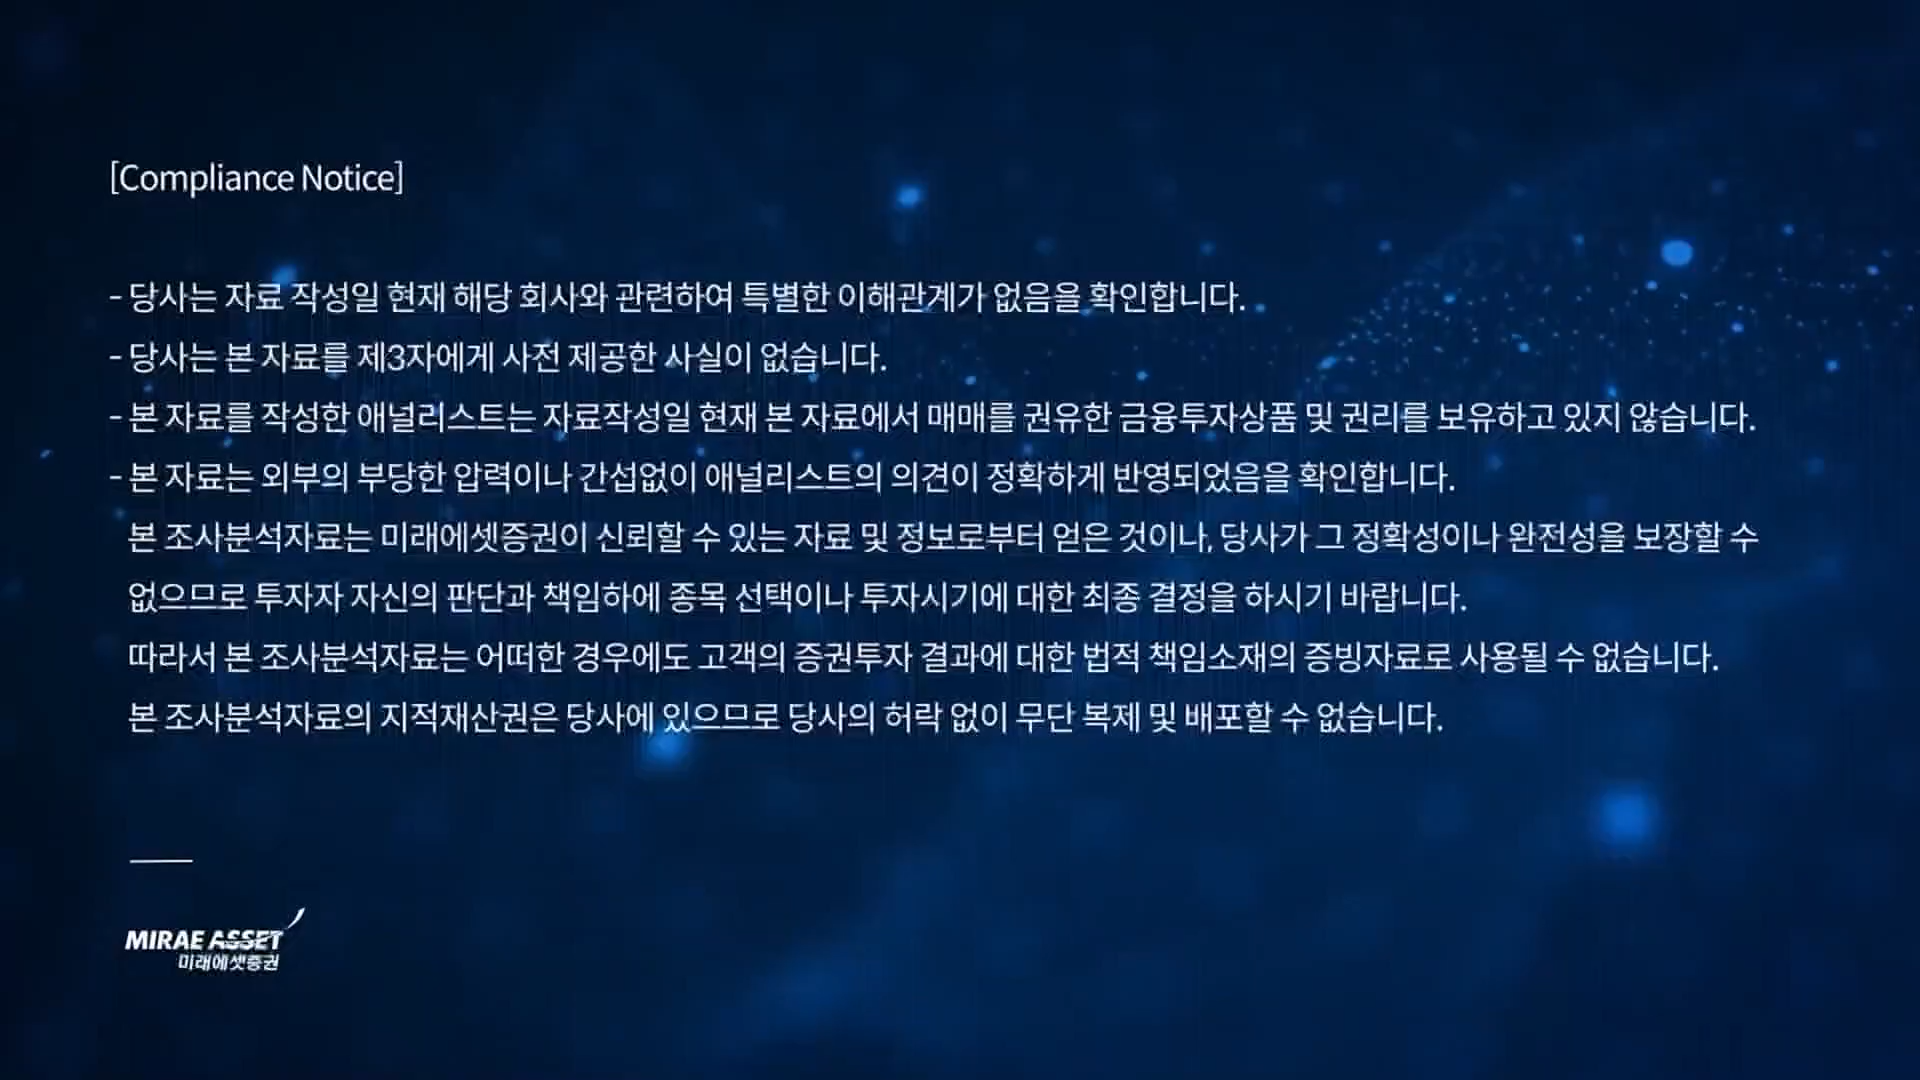 [Compliance Notice]
- 당사는 자료 작성일 현재 해당 회사와 관련하여 특별한 이해관계가 없음을 확인합니다.
- 당사는 본 자료를 제3자에게 사전 제공한 사실이 없습니다.
- 본 자료를 작성한 애널리스트는 자료작성일 현재 본 자료에서 매매를 권유한 금융투자상품 및 권리를 보유하고 있지 않습니다.
- 본 자료는 외부의 부당한 압력이나 간섭없이 애널리스트의 의견이 정확하게 반영되었음을 확인합니다.
본 조사분석자료는 미래에셋증권이 신뢰할 수 있는 자료 및 정보로부터 얻은 것이나, 당사가 그 정확성이나 완전성을 보장할 수
없으므로 투자자 자신의 판단과 책임하에 종목 선택이나 투자시기에 대한 최종 결정을 하시기 바랍니다.
따라서 본 조사분석자료는 어떠한 경우에도 고객의 증권투자 결과에 대한 법적 책임소재의 증빙자료로 사용될 수 없습니다.
본 조사분석자료의 지적재산권은 당사에 있으므로 당사의 허락 없이 무단 복제 및 배포할 수 없습니다.
MIRAE ASSET
미래에셋증권